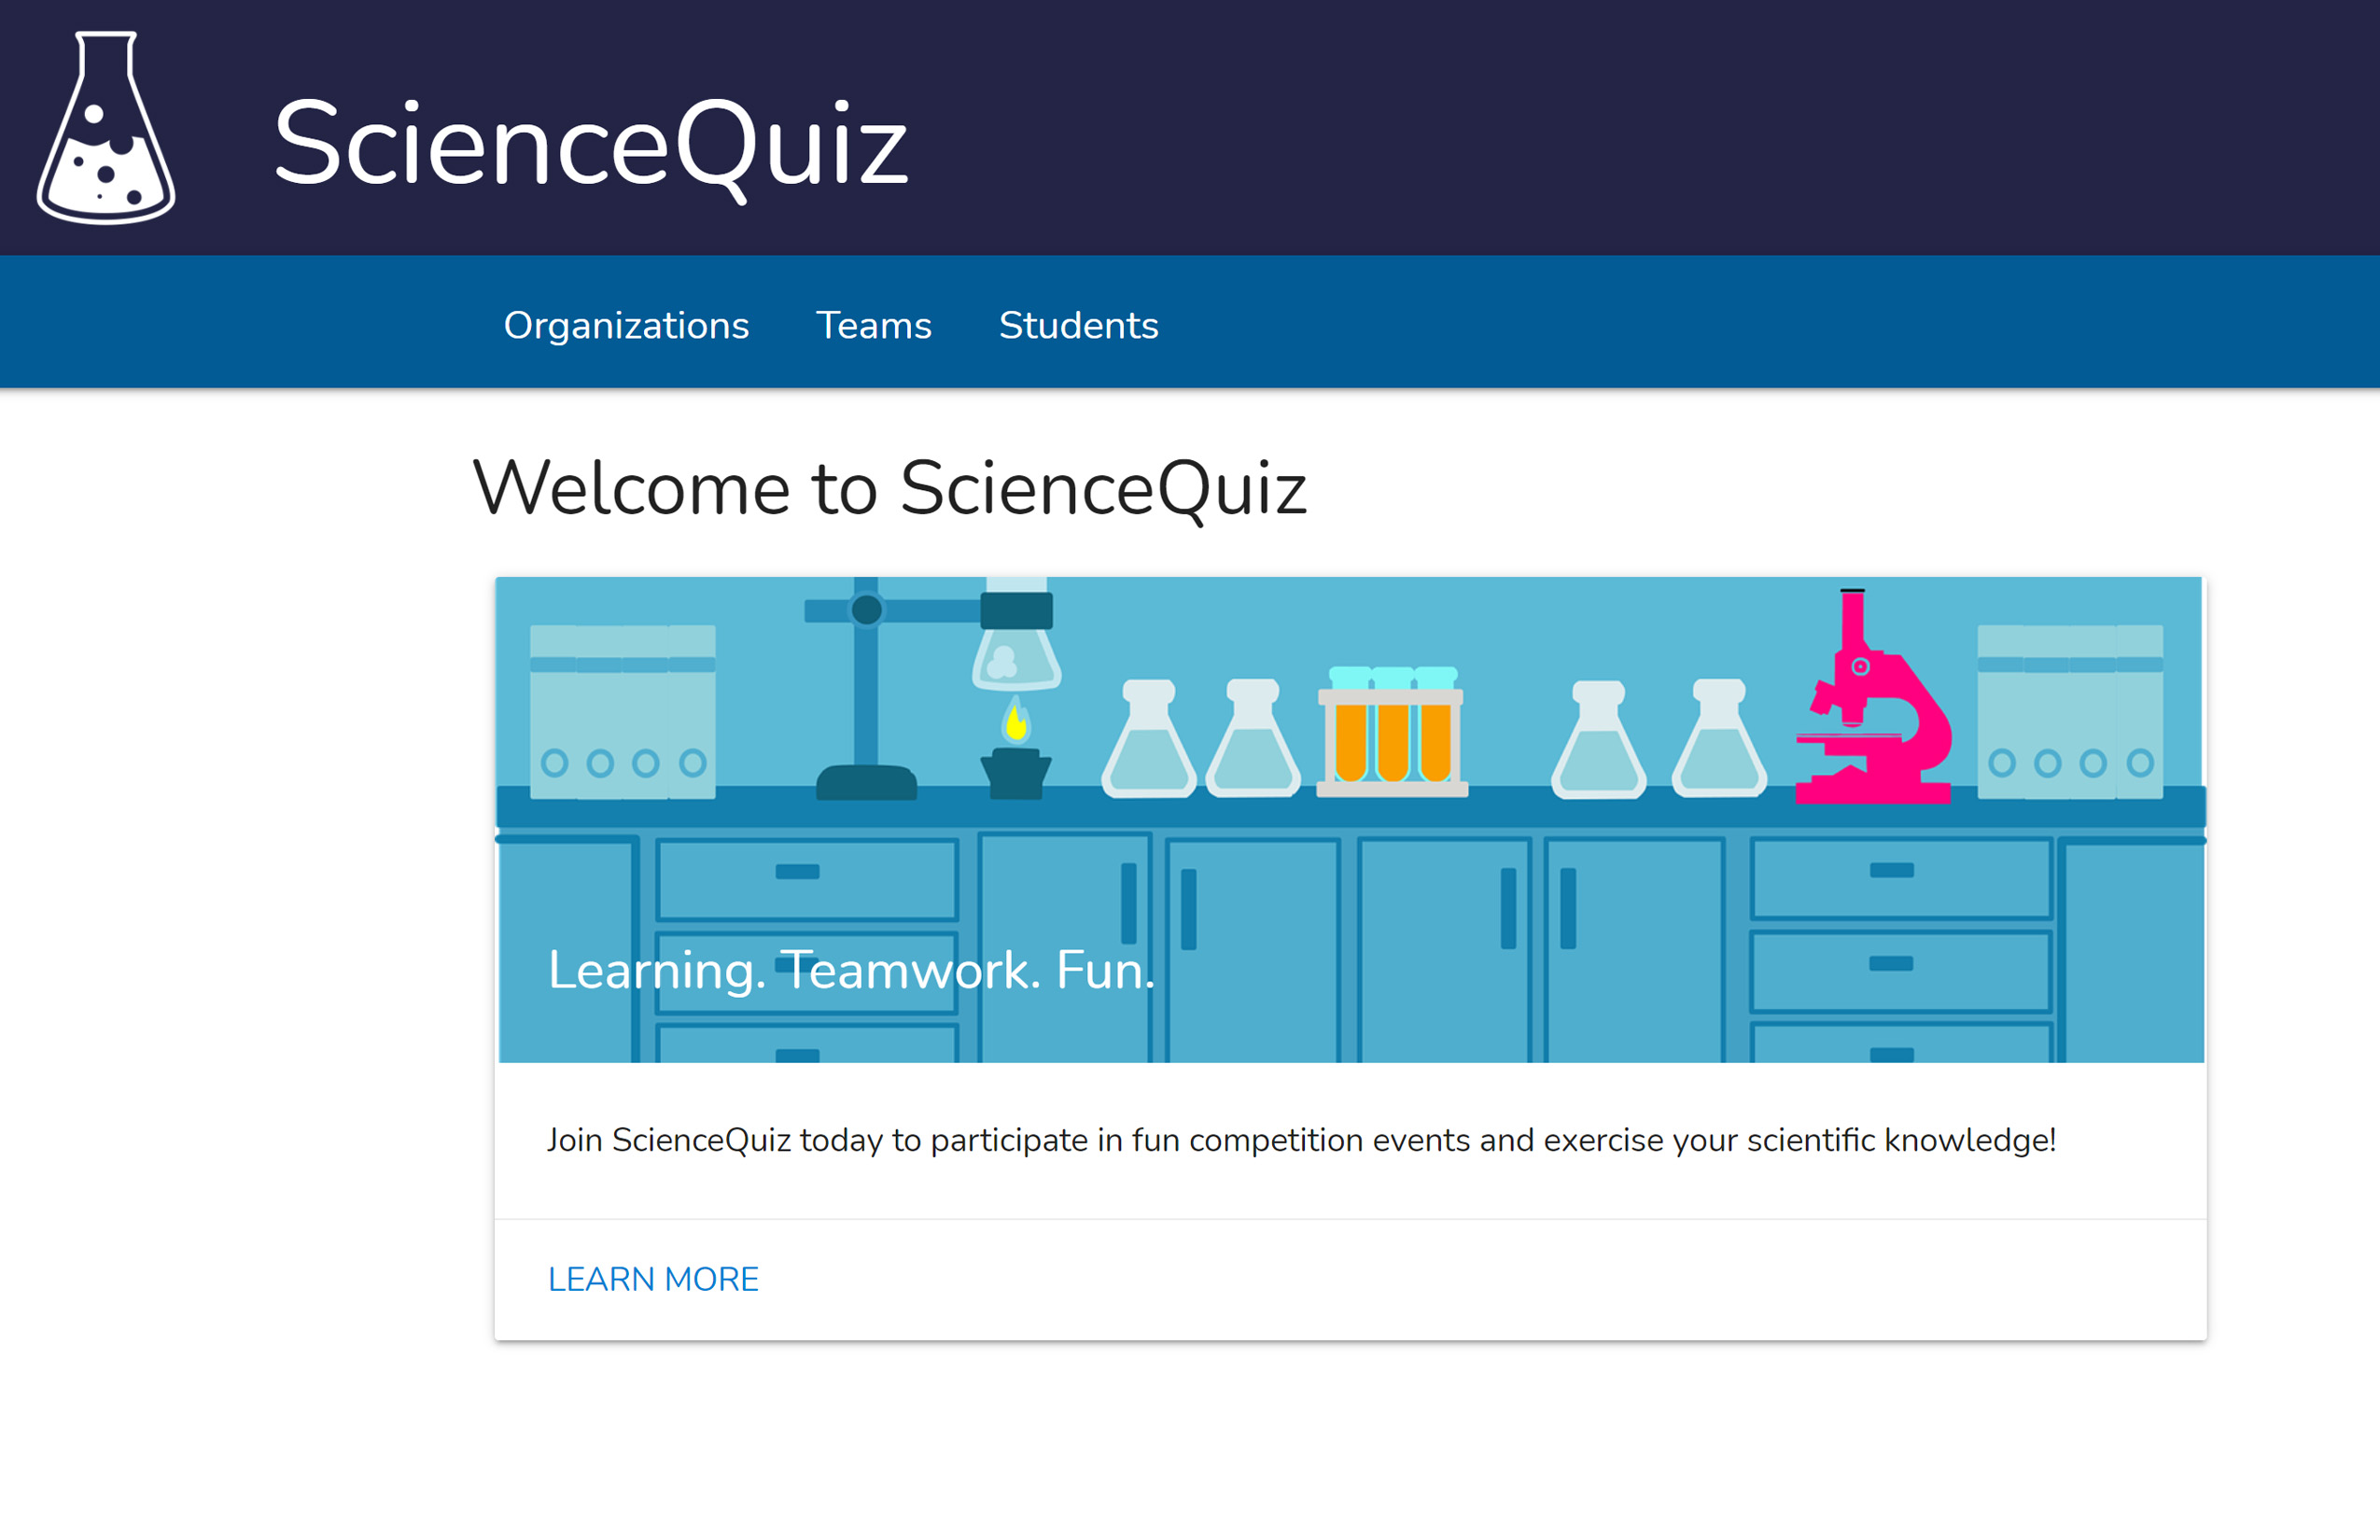 ScienceQuiz
Organizations Teams Students
Welcome to ScienceQuiz
Learning. Teamwork. Fun.
Join ScienceQuiz today to participate in fun competition events and exercise your scientific knowledge!
LEARN MORE